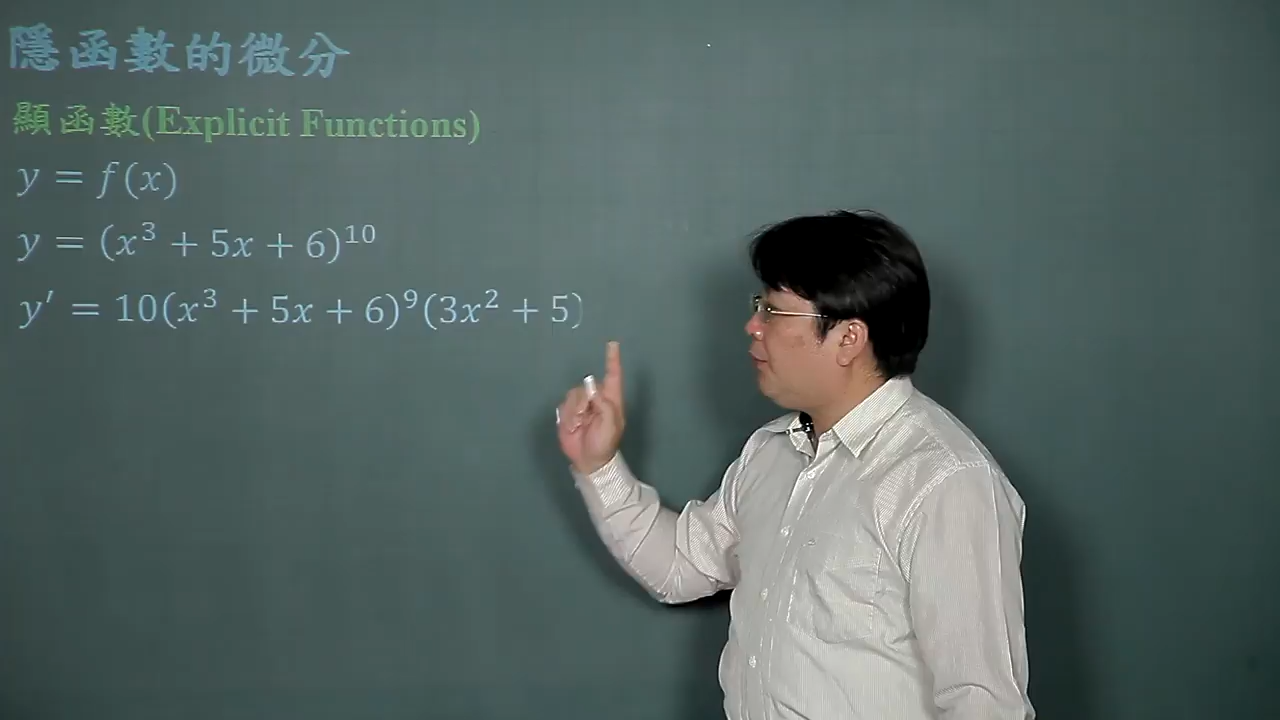 隱函數的微分
顯函數(Explicit Functions)
y = f(x)
y = (x³ + 5x + 6)¹⁰
y′ = 10(x³ + 5x + 6)⁹(3x² + 5)